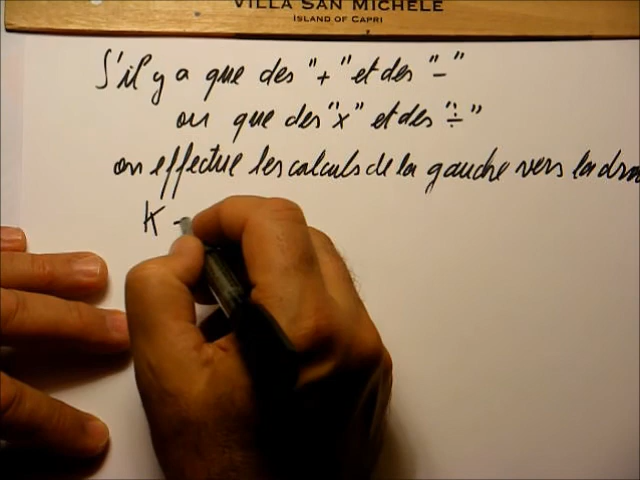 VILLA SAN MICHELE
ISLAND OF CAPRI
S'il y a que des "+" et des "-"
ou que des "x" et des "÷"
on effectue les calculs de la gauche vers la
K